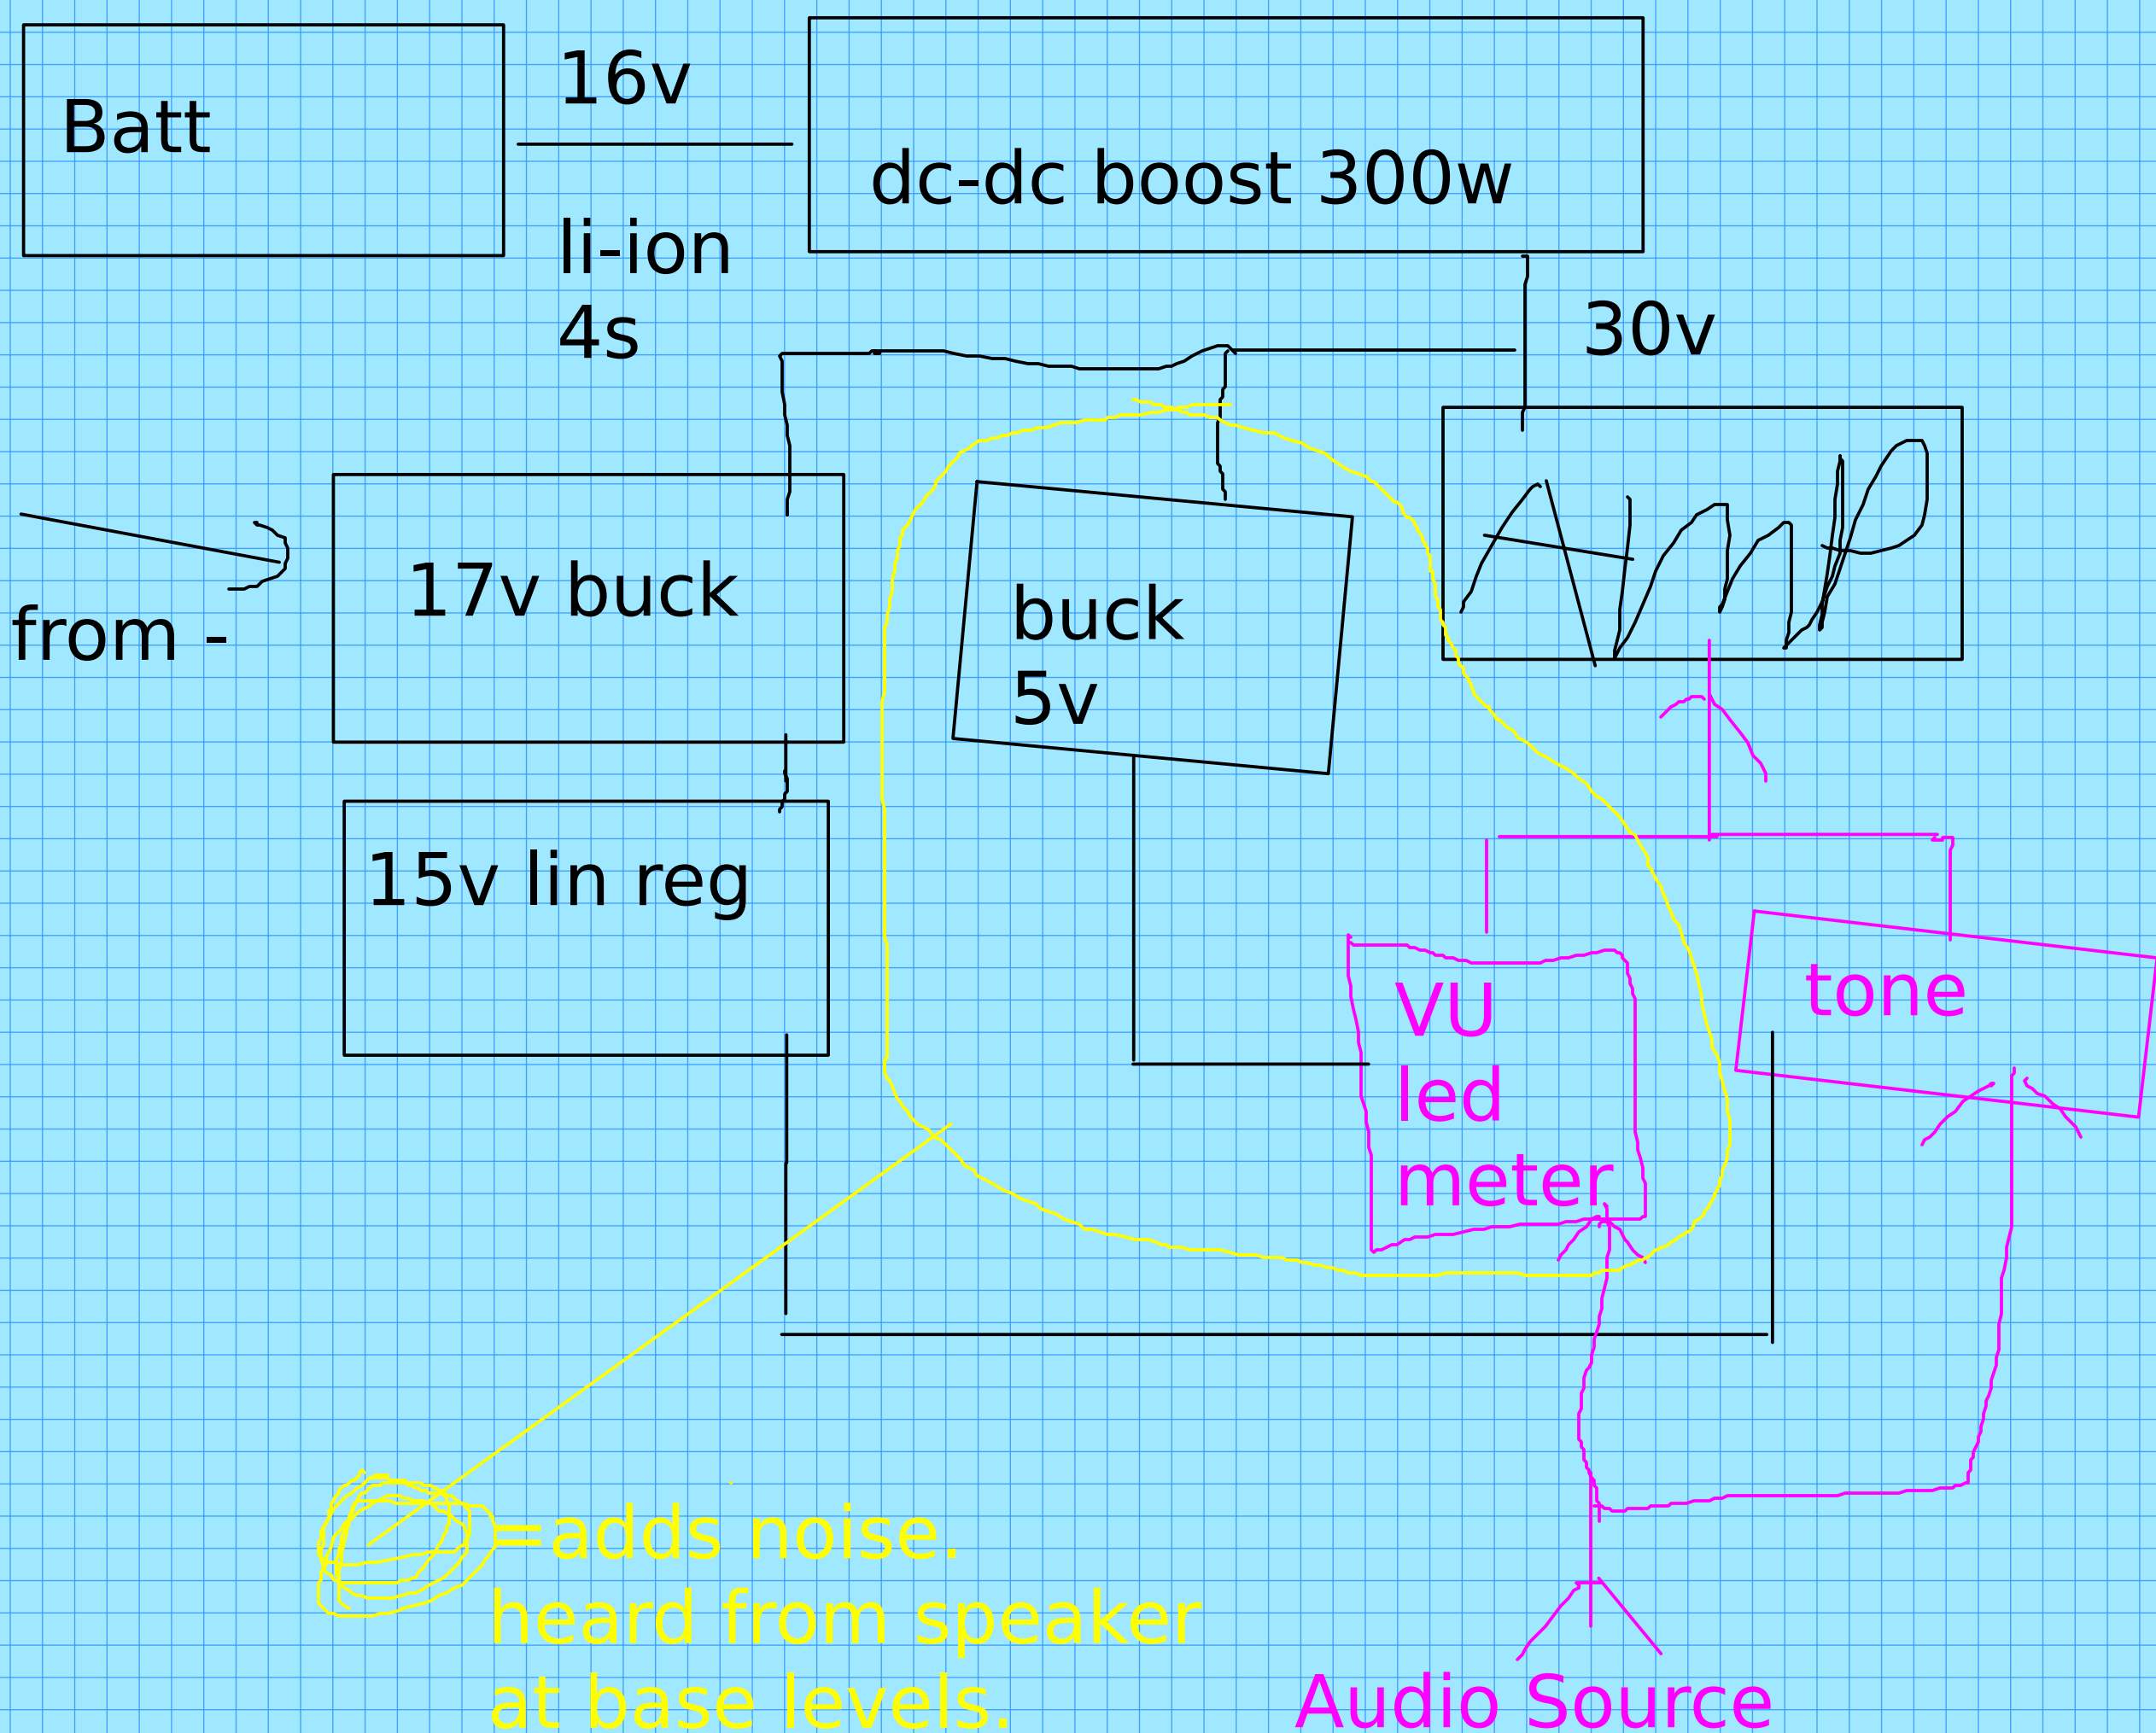 Batt
16v
li-ion
4s
dc-dc boost 300w
30v
from -
17v buck
buck
5v
Amp
15v lin reg
vU
led
meter
tone
=adds noise.
heard from speaker
at base levels.
Audio Source